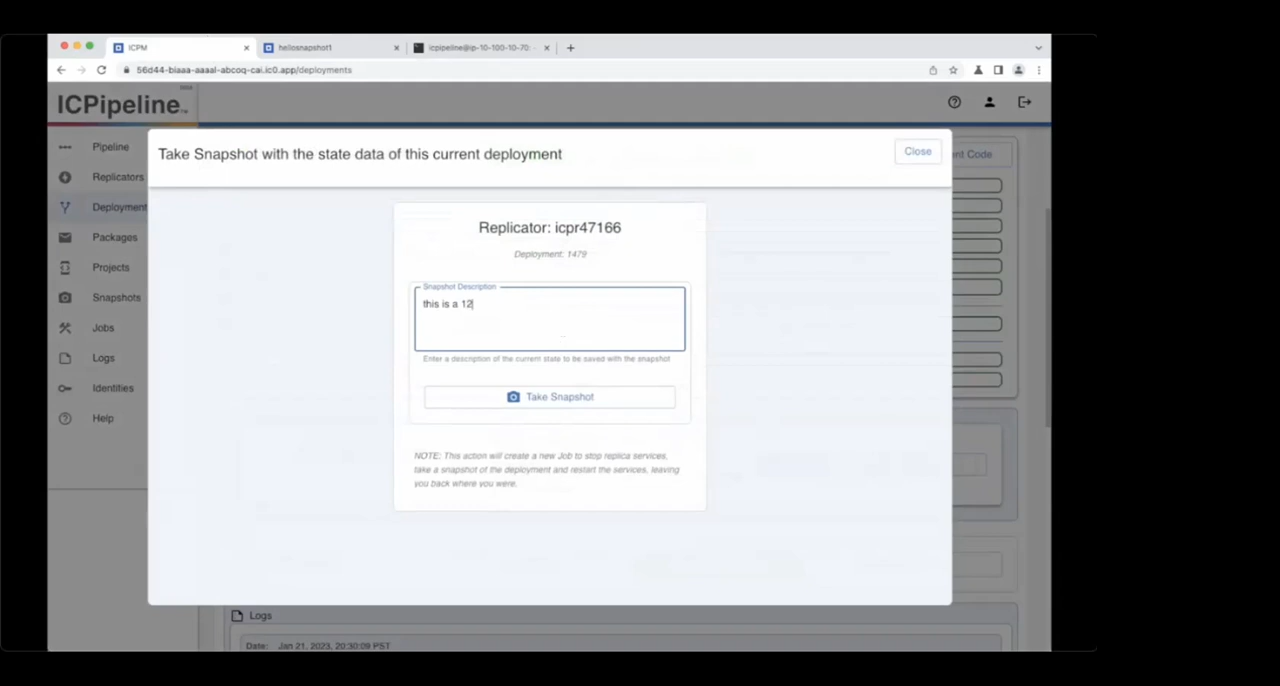 ICPM
hellosnapshot1
icpipeline@ip-10-100-10-70: -
56d44-biaaa-aaaal-abcoq-cai.ic0.app/deployments
ICPipeline
Pipeline
Replicators
Deployment
Packages
Projects
Snapshots
Jobs
Logs
Identities
Help
Take Snapshot with the state data of this current deployment
Close
nt Code
Replicator: icpr47166
Deployment: 1479
Snapshot Description
this is a 12
Enter a description of the current state to be saved with the snapshot
Take Snapshot
NOTE: This action will create a new Job to stop replica services,
take a snapshot of the deployment and restart the services, leaving
you back where you were.
Logs
Date: Jan 21, 2023, 20:30:09 PST